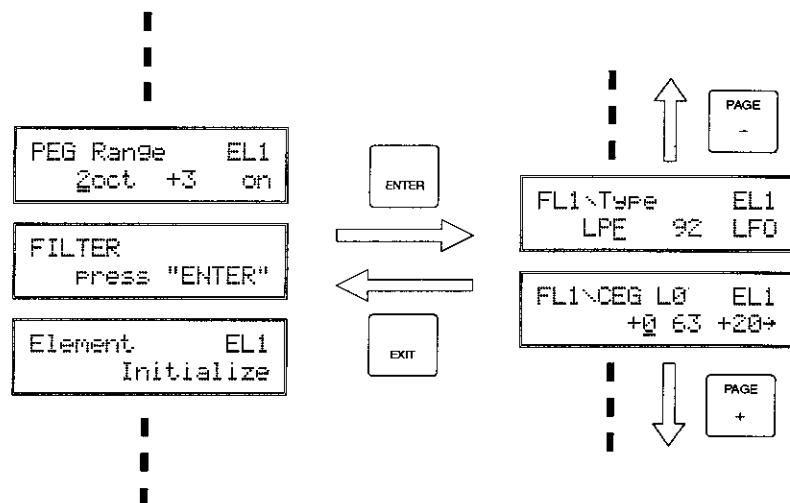 PEG Range EL1
2oct +3 on
FILTER
press "ENTER"
Element EL1
Initialize
ENTER
EXIT
PAGE
-
FL1\Type EL1
LPF 92 LFO
FL1\CEG L0 EL1
+0 63 +20→
PAGE
+